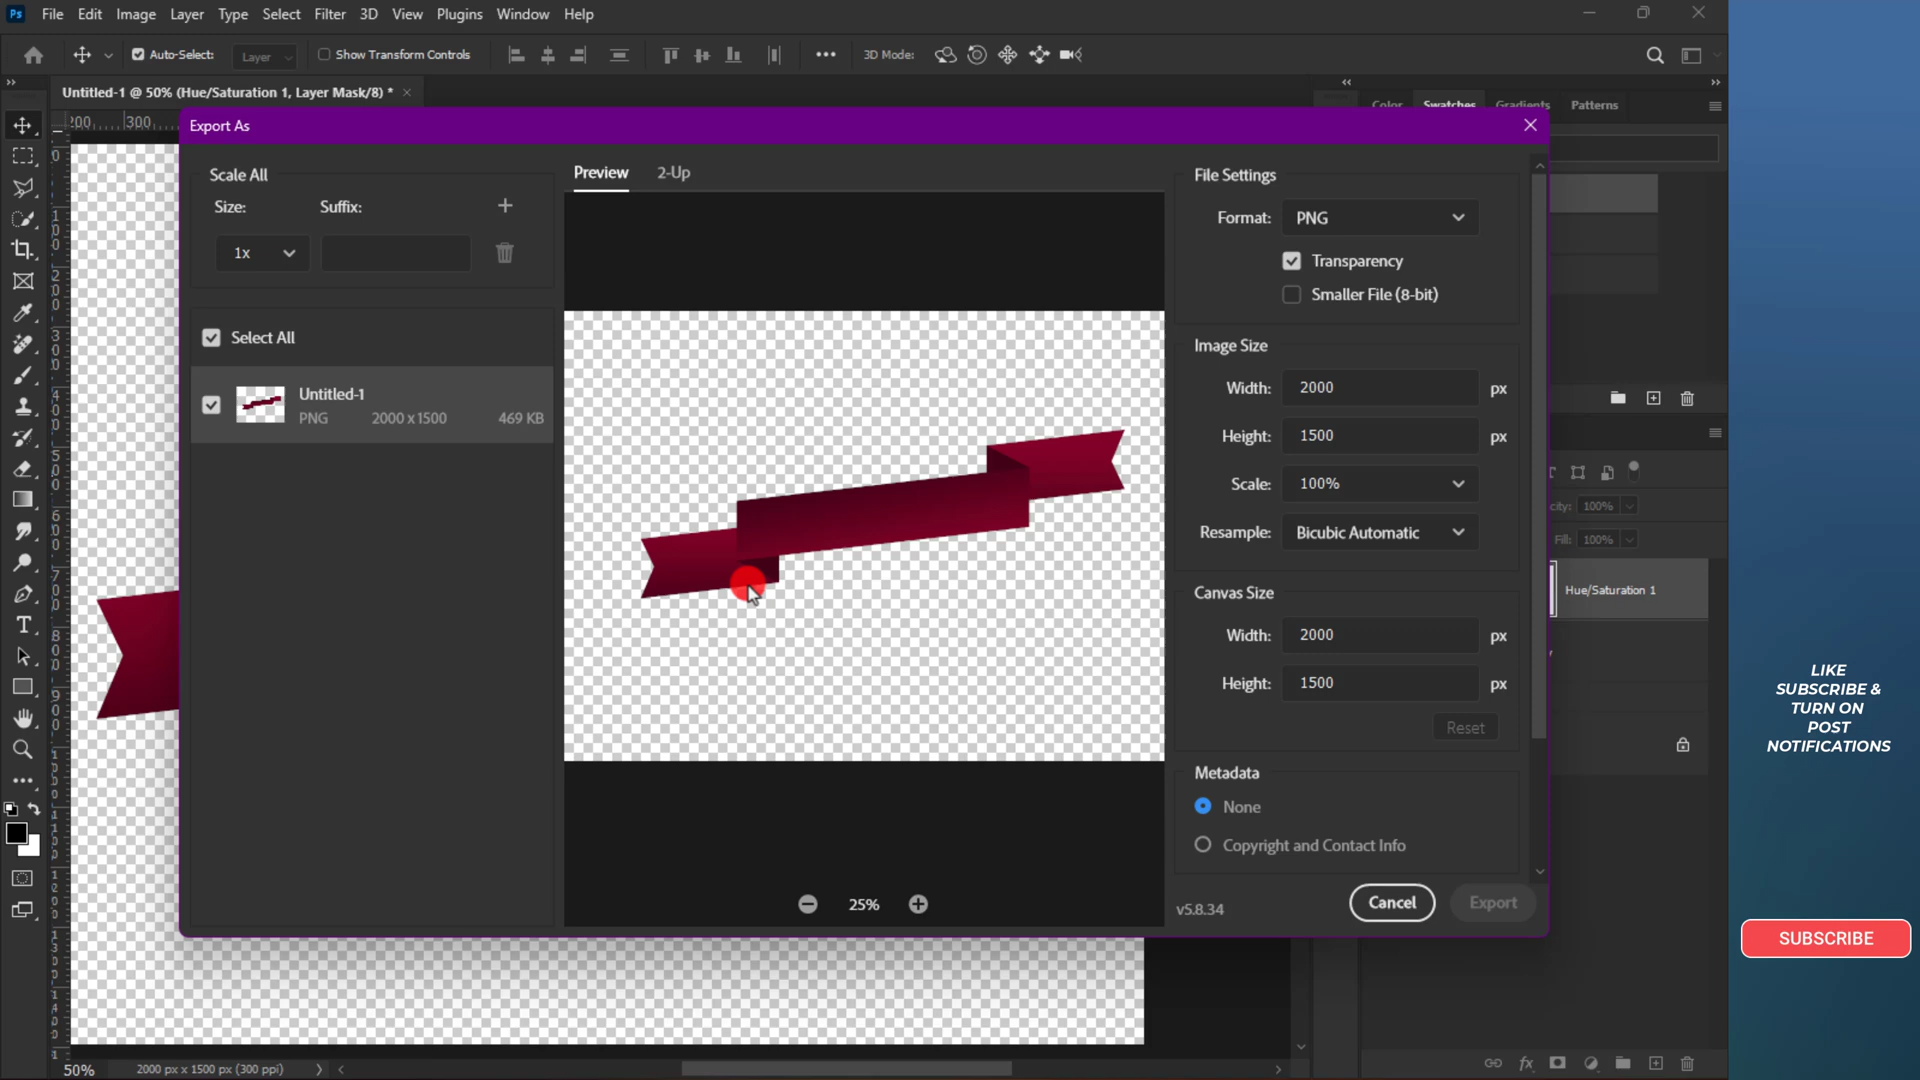 Ps File Edit Image Layer Type Select Filter 3D View Plugins Window Help
Auto-Select: Layer Show Transform Controls 3D Mode:
Untitled-1 @ 50% (Hue/Saturation 1, Layer Mask/8) *
Color Swatches Gradients Patterns
200 300
Export As
Scale All
Size: Suffix:
1x
Select All
Untitled-1
PNG 2000 x 1500 469 KB
Preview 2-Up
25%
File Settings
Format: PNG
Transparency
Smaller File (8-bit)
Image Size
Width: 2000 px
Height: 1500 px
Scale: 100%
Resample: Bicubic Automatic
Canvas Size
Width: 2000 px
Height: 1500 px
Reset
Metadata
None
Copyright and Contact Info
v5.8.34 Cancel Export
100%
Fill: 100%
Hue/Saturation 1
50% 2000 px x 1500 px (300 ppi)
LIKE
SUBSCRIBE &
TURN ON
POST
NOTIFICATIONS
SUBSCRIBE